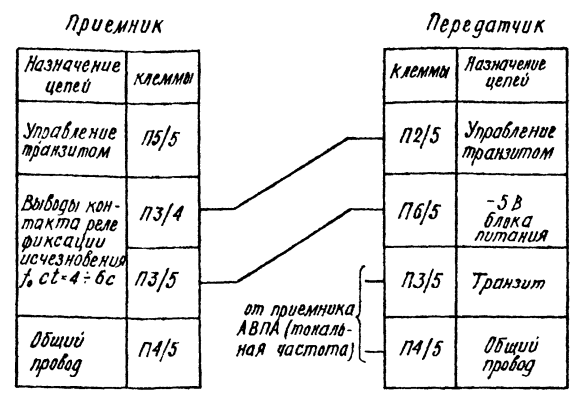 Приемник
Назначение
цепей
клеммы
Управление
транзитом
П5/5
Выводы кон-
такта реле
фиксации
исчезновения
f₀ с t=4÷6с
П3/4
П3/5
Общий
провод
П4/5
Передатчик
Клеммы
Назначение
цепей
П2/5
Управление
транзитом
П6/5
-5 В
блока
питания
П3/5
Транзит
П4/5
Общий
провод
от приемника
АВПА (тональ-
ная частота)